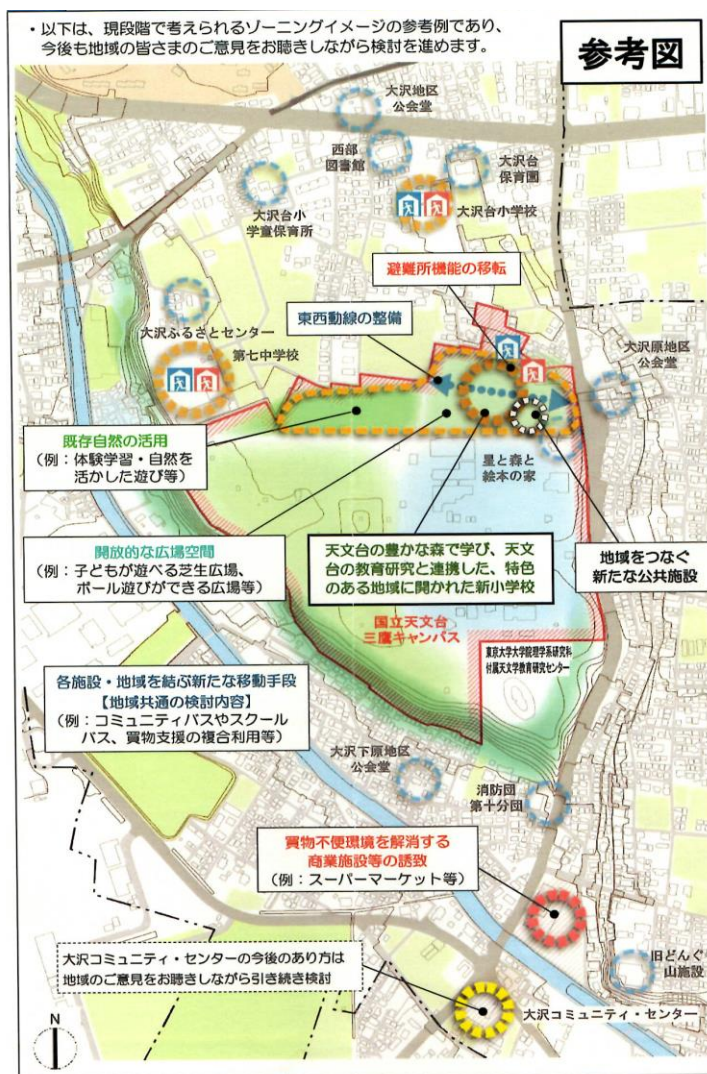 ・以下は、現段階で考えられるゾーニングイメージの参考例であり、
今後も地域の皆さまのご意見をお聴きしながら検討を進めます。
参考図
大沢地区
公会堂
西部
図書館
大沢台
保育園
大沢台小
学童保育所
大沢台小学校
避難所機能の移転
東西動線の整備
大沢ふるさとセンター
第七中学校
大沢原地区
公会堂
既存自然の活用
（例：体験学習・自然を
活かした遊び等）
星と森と
絵本の家
開放的な広場空間
（例：子どもが遊べる芝生広場、
ボール遊びができる広場等）
天文台の豊かな森で学び、天文
台の教育研究と連携した、特色
のある地域に開かれた新小学校
地域をつなぐ
新たな公共施設
国立天文台
三鷹キャンパス
東京大学大学院理学系研究科
付属天文学教育研究センター
各施設・地域を結ぶ新たな移動手段
【地域共通の検討内容】
（例：コミュニティバスやスクール
バス、買物支援の複合利用等）
大沢下原地区
公会堂
消防団
第十分団
買物不便環境を解消する
商業施設等の誘致
（例：スーパーマーケット等）
大沢コミュニティ・センターの今後のあり方は
地域のご意見をお聴きしながら引き続き検討
旧どんぐ
山施設
大沢コミュニティ・センター
N